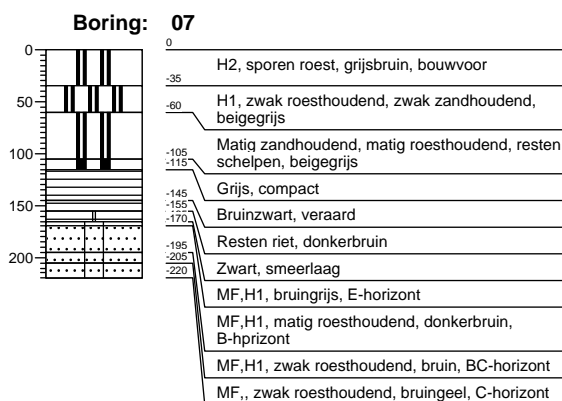 Boring: 07
0
50
100
150
200
0
-35
-60
-105
-115
-145
-155
-170
-195
-205
-220
H2, sporen roest, grijsbruin, bouwvoor
H1, zwak roesthoudend, zwak zandhoudend,
beigegrijs
Matig zandhoudend, matig roesthoudend, resten
schelpen, beigegrijs
Grijs, compact
Bruinzwart, veraard
Resten riet, donkerbruin
Zwart, smeerlaag
MF,H1, bruingrijs, E-horizont
MF,H1, matig roesthoudend, donkerbruin,
B-hprizont
MF,H1, zwak roesthoudend, bruin, BC-horizont
MF,, zwak roesthoudend, bruingeel, C-horizont